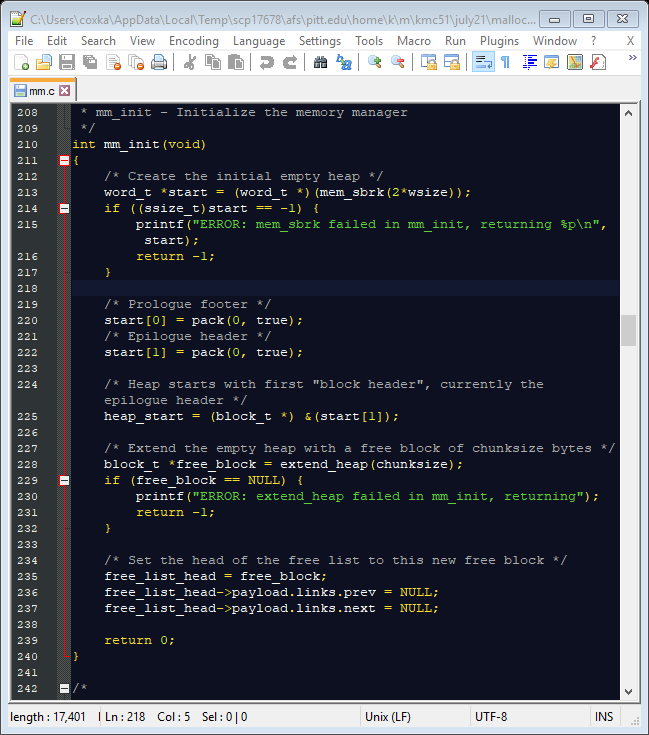 C:\Users\coxka\AppData\Local\Temp\scp17678\afs\pitt.edu\home\k\m\kmc51\july21\malloc...
File Edit Search View Encoding Language Settings Tools Macro Run Plugins Window ? X
mm.c
208 * mm_init - Initialize the memory manager
209 */
210 int mm_init(void)
211 {
212 /* Create the initial empty heap */
213 word_t *start = (word_t *)(mem_sbrk(2*wsize));
214 if ((ssize_t)start == -1) {
215 printf("ERROR: mem_sbrk failed in mm_init, returning %p\n",
start);
216 return -1;
217 }
218
219 /* Prologue footer */
220 start[0] = pack(0, true);
221 /* Epilogue header */
222 start[1] = pack(0, true);
223
224 /* Heap starts with first "block header", currently the
epilogue header */
225 heap_start = (block_t *) &(start[1]);
226
227 /* Extend the empty heap with a free block of chunksize bytes */
228 block_t *free_block = extend_heap(chunksize);
229 if (free_block == NULL) {
230 printf("ERROR: extend_heap failed in mm_init, returning");
231 return -1;
232 }
233
234 /* Set the head of the free list to this new free block */
235 free_list_head = free_block;
236 free_list_head->payload.links.prev = NULL;
237 free_list_head->payload.links.next = NULL;
238
239 return 0;
240 }
241
242 /*
length : 17,401 l Ln : 218 Col : 5 Sel : 0 | 0 Unix (LF) UTF-8 INS